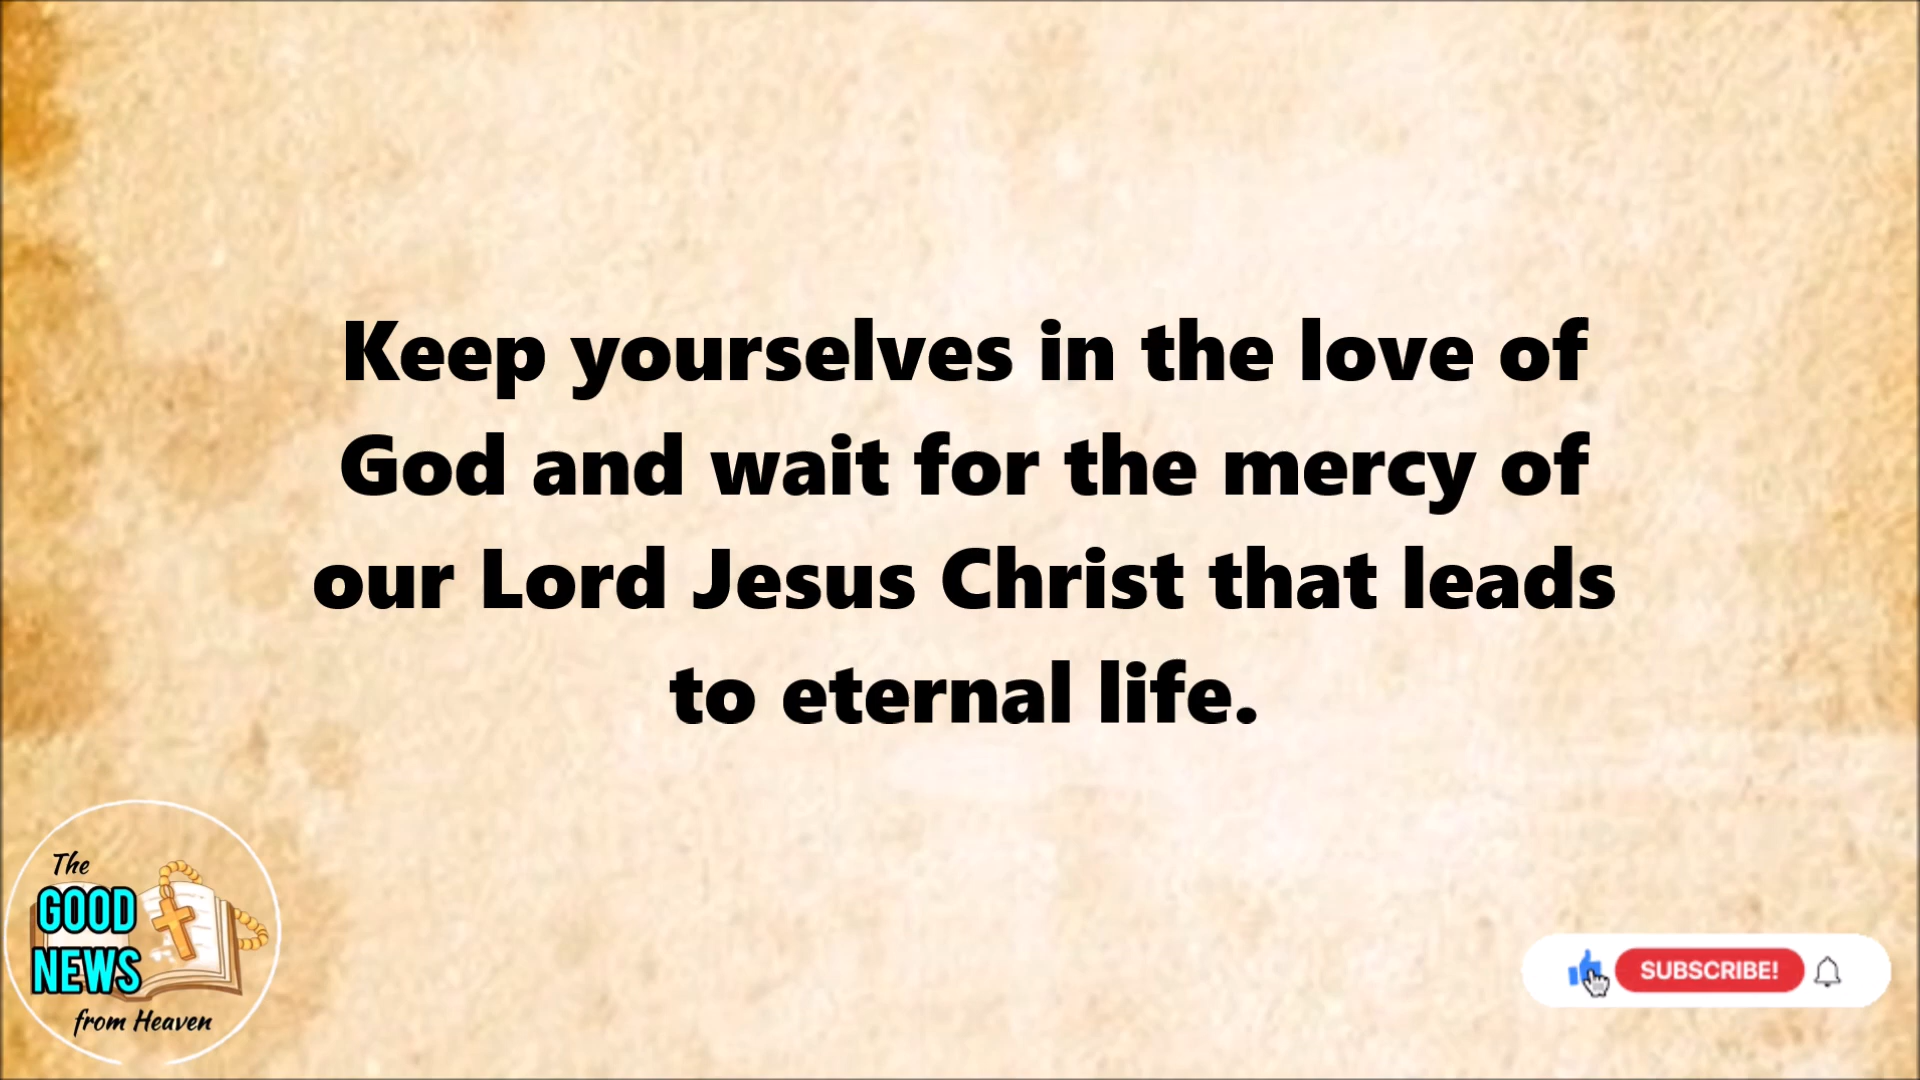 Keep yourselves in the love of
God and wait for the mercy of
our Lord Jesus Christ that leads
to eternal life.
The
GOOD
NEWS
from Heaven
SUBSCRIBE!